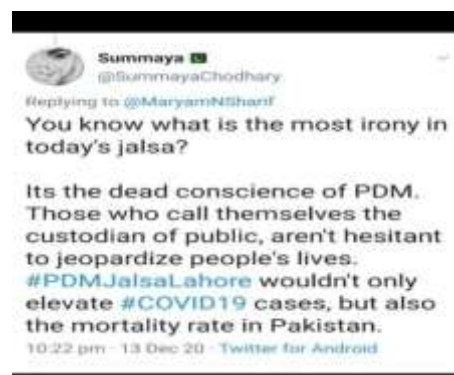 Summaya
@SummayaChodhary
Replying to @MaryamNSharif
You know what is the most irony in
today's jalsa?
Its the dead conscience of PDM.
Those who call themselves the
custodian of public, aren't hesitant
to jeopardize people's lives.
#PDMJalsaLahore wouldn't only
elevate #COVID19 cases, but also
the mortality rate in Pakistan.
10:22 pm · 13 Dec 20 · Twitter for Android